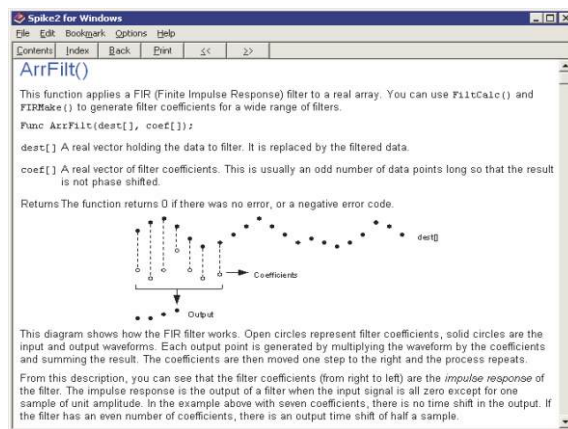 Spike2 for Windows
File Edit Bookmark Options Help
Contents Index Back Print << >>
ArrFilt()
This function applies a FIR (Finite Impulse Response) filter to a real array. You can use FiltCalc() and
FIRMake() to generate filter coefficients for a wide range of filters.
Func ArrFilt(dest[], coef[]);
dest[] A real vector holding the data to filter. It is replaced by the filtered data.
coef[] A real vector of filter coefficients. This is usually an odd number of data points long so that the result
is not phase shifted.
Returns The function returns 0 if there was no error, or a negative error code.
dest[]
Coefficients
Output
This diagram shows how the FIR filter works. Open circles represent filter coefficients, solid circles are the
input and output waveforms. Each output point is generated by multiplying the waveform by the coefficients
and summing the result. The coefficients are then moved one step to the right and the process repeats.
From this description, you can see that the filter coefficients (from right to left) are the impulse response of
the filter. The impulse response is the output of a filter when the input signal is all zero except for one
sample of unit amplitude. In the example above with seven coefficients, there is no time shift in the output. If
the filter has an even number of coefficients, there is an output time shift of half a sample.